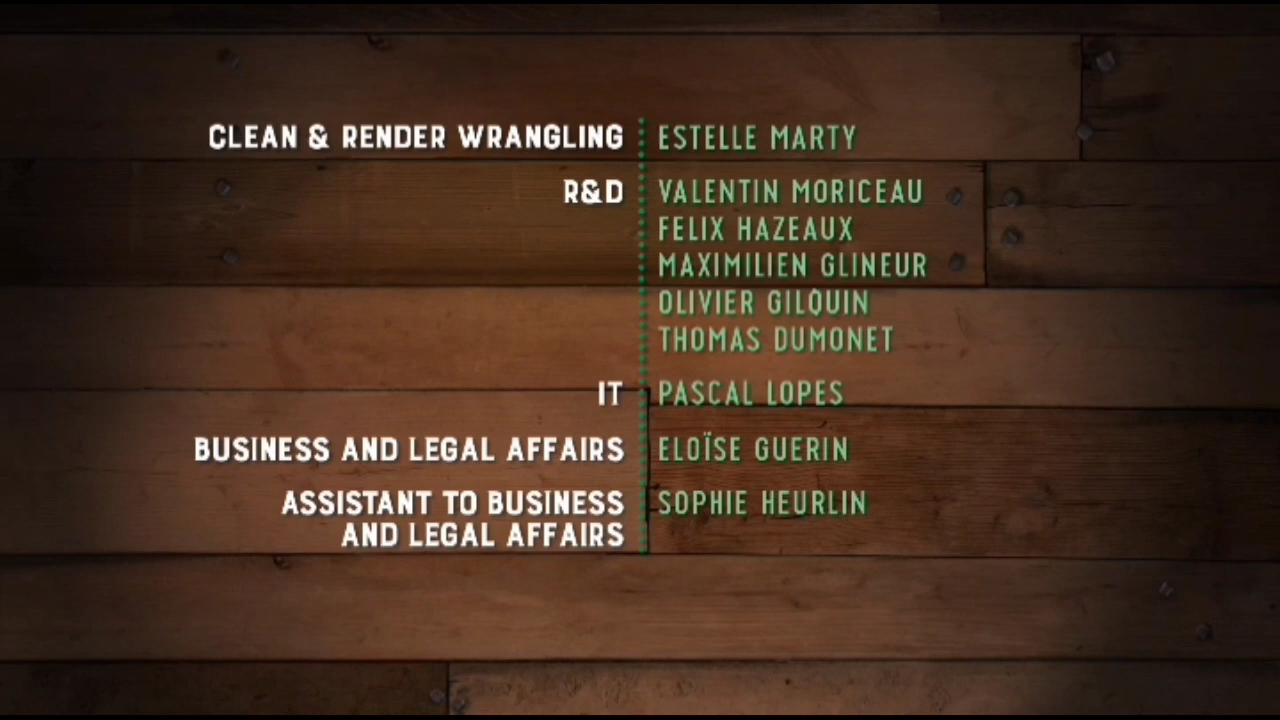 CLEAN & RENDER WRANGLING ESTELLE MARTY
R&D VALENTIN MORICEAU
FELIX HAZEAUX
MAXIMILIEN GLINEUR
OLIVIER GILQUIN
THOMAS DUMONET
IT PASCAL LOPES
BUSINESS AND LEGAL AFFAIRS ELOÏSE GUERIN
ASSISTANT TO BUSINESS SOPHIE HEURLIN
AND LEGAL AFFAIRS